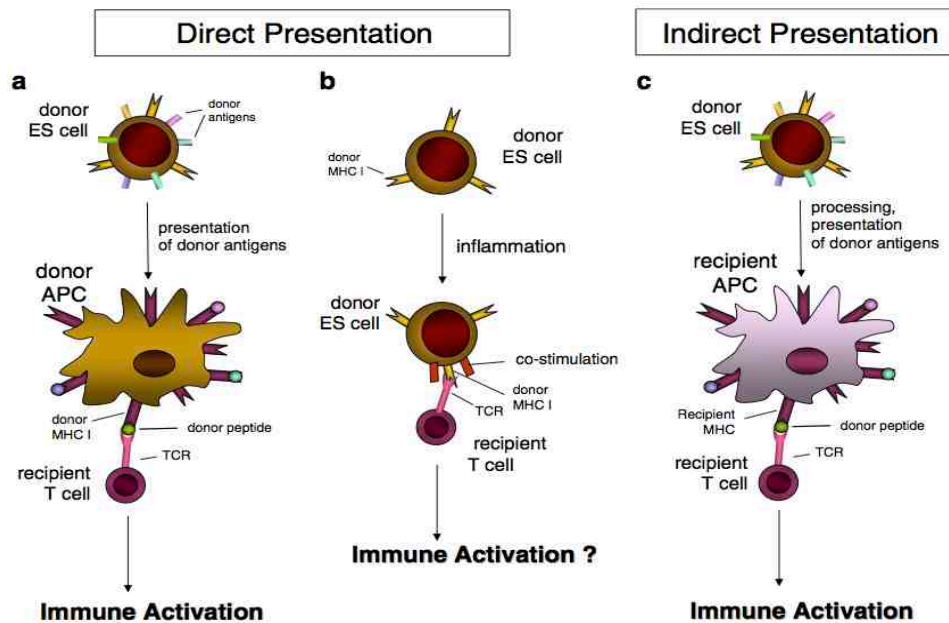 Direct Presentation
Indirect Presentation
a
donor
ES cell
donor
antigens
presentation
of donor antigens
donor
APC
donor
MHC I
donor peptide
TCR
recipient
T cell
Immune Activation
b
donor
ES cell
donor
MHC I
inflammation
donor
ES cell
co-stimulation
donor
MHC I
TCR
recipient
T cell
Immune Activation ?
c
donor
ES cell
processing,
presentation
of donor antigens
recipient
APC
Recipient
MHC
donor peptide
TCR
recipient
T cell
Immune Activation